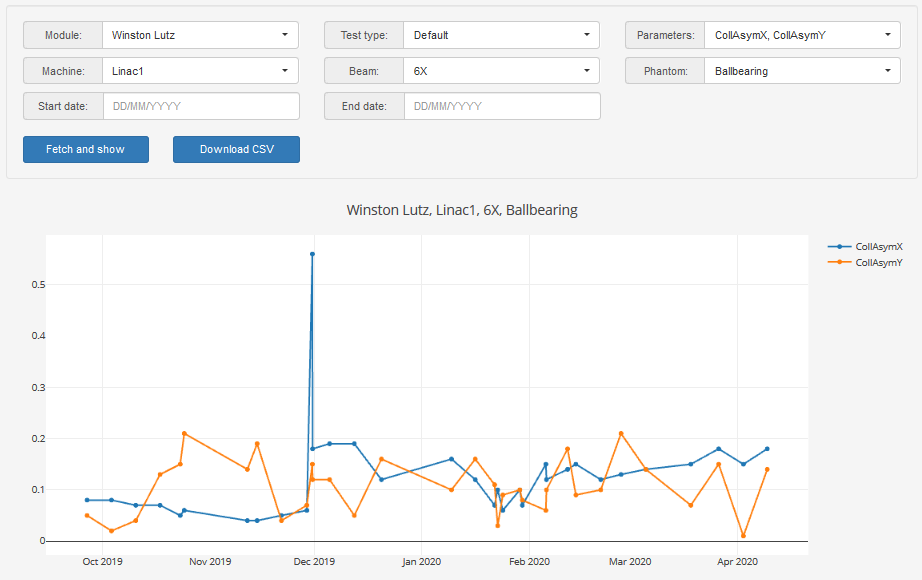 Module: Winston Lutz Test type: Default Parameters: CollAsymX, CollAsymY
Machine: Linac1 Beam: 6X Phantom: Ballbearing
Start date: DD/MM/YYYY End date: DD/MM/YYYY
Fetch and show Download CSV
Winston Lutz, Linac1, 6X, Ballbearing
CollAsymX
CollAsymY
0.5
0.4
0.3
0.2
0.1
0
Oct 2019 Nov 2019 Dec 2019 Jan 2020 Feb 2020 Mar 2020 Apr 2020